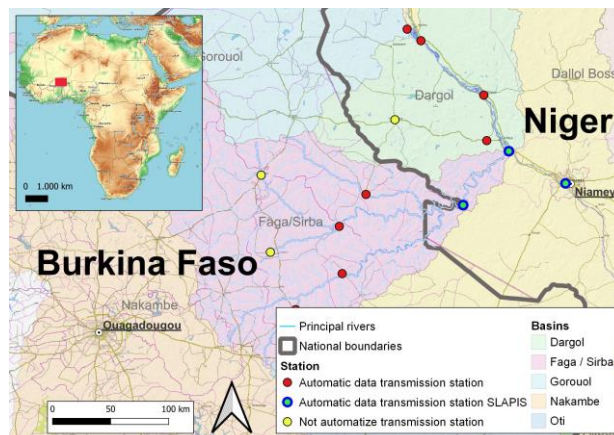 0 1.000 km
Gorouol
Dargol
Dallol Boss
Niger
Niamey
Faga/Sirba
Burkina Faso
Nakambe
Ouagadougou
0 50 100 km
Principal rivers
National boundaries
Station
Automatic data transmission station
Automatic data transmission station SLAPIS
Not automatize transmission station
Basins
Dargol
Faga / Sirba
Gorouol
Nakambe
Oti